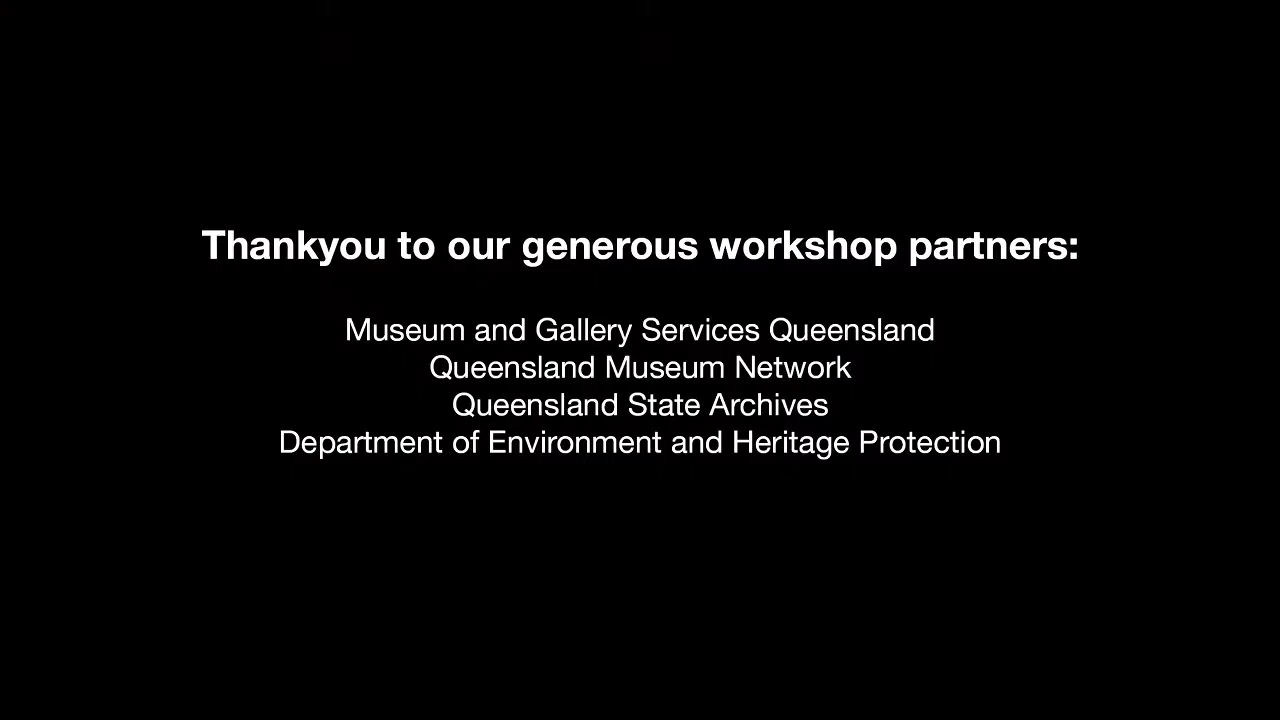 Thankyou to our generous workshop partners:
Museum and Gallery Services Queensland
Queensland Museum Network
Queensland State Archives
Department of Environment and Heritage Protection